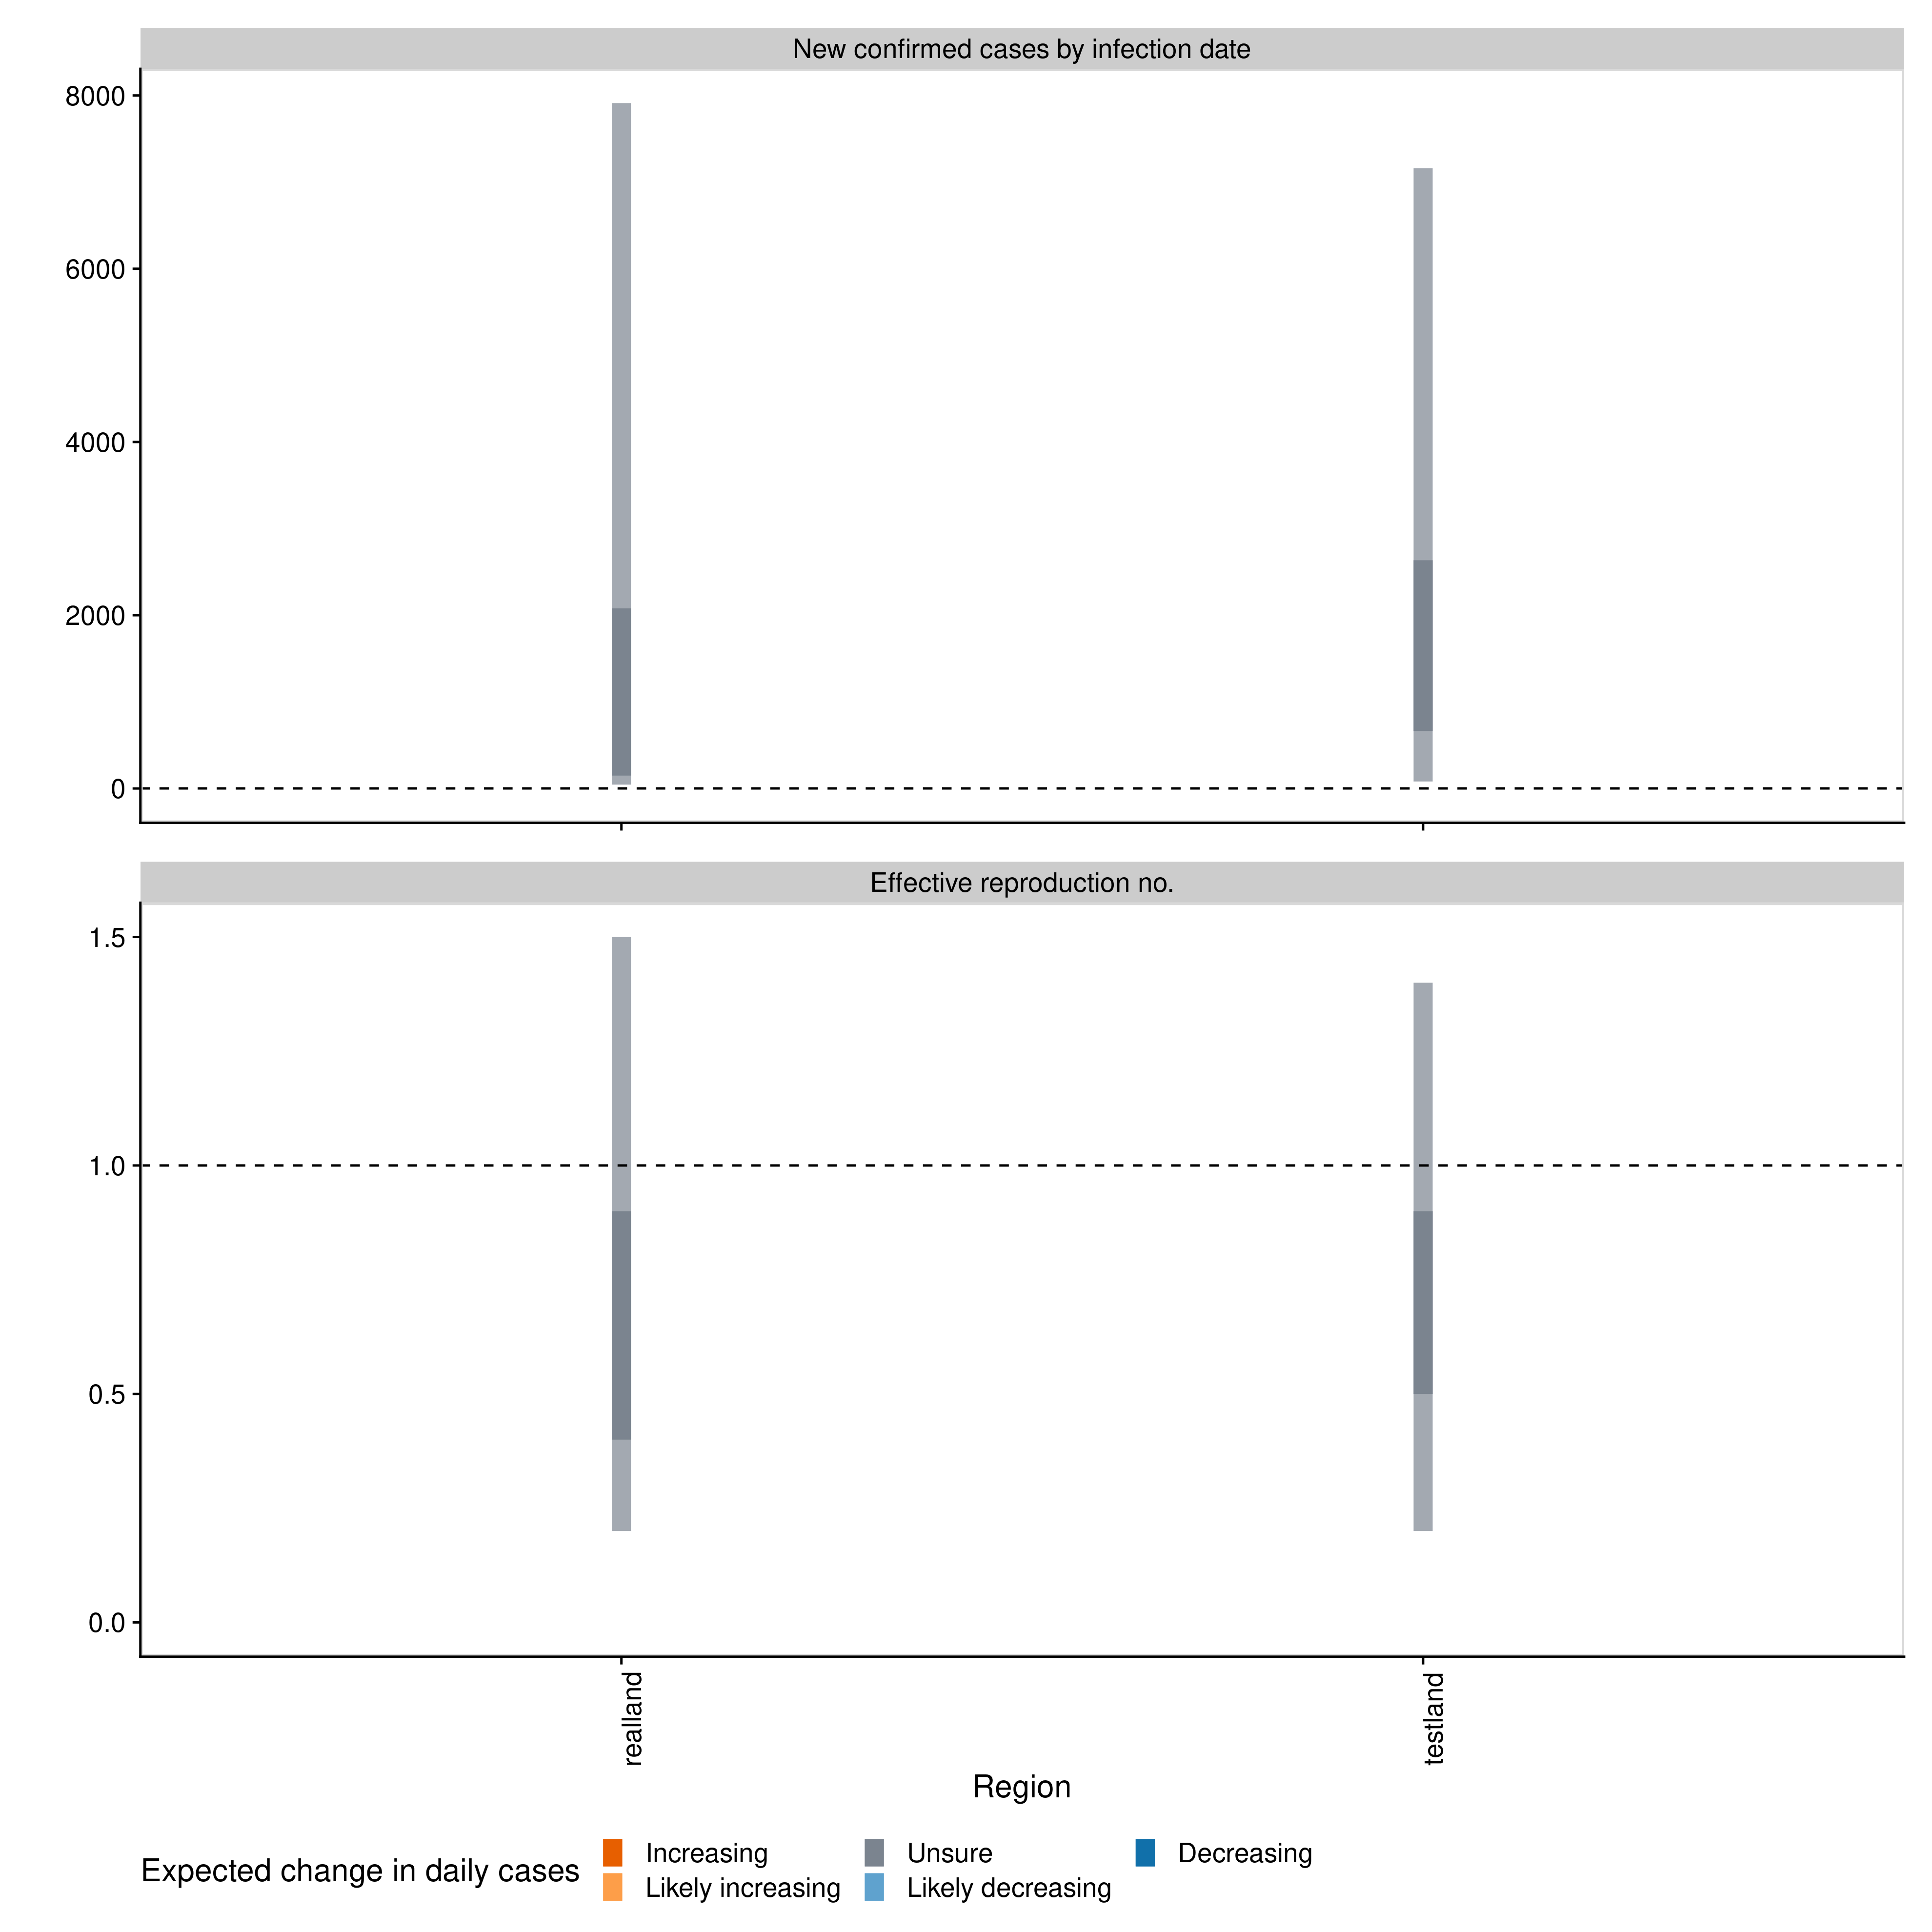 New confirmed cases by infection date
8000
6000
4000
2000
0
Effective reproduction no.
1.5
1.0
0.5
0.0
realland
testland
Region
Expected change in daily cases
Increasing
Likely increasing
Unsure
Likely decreasing
Decreasing